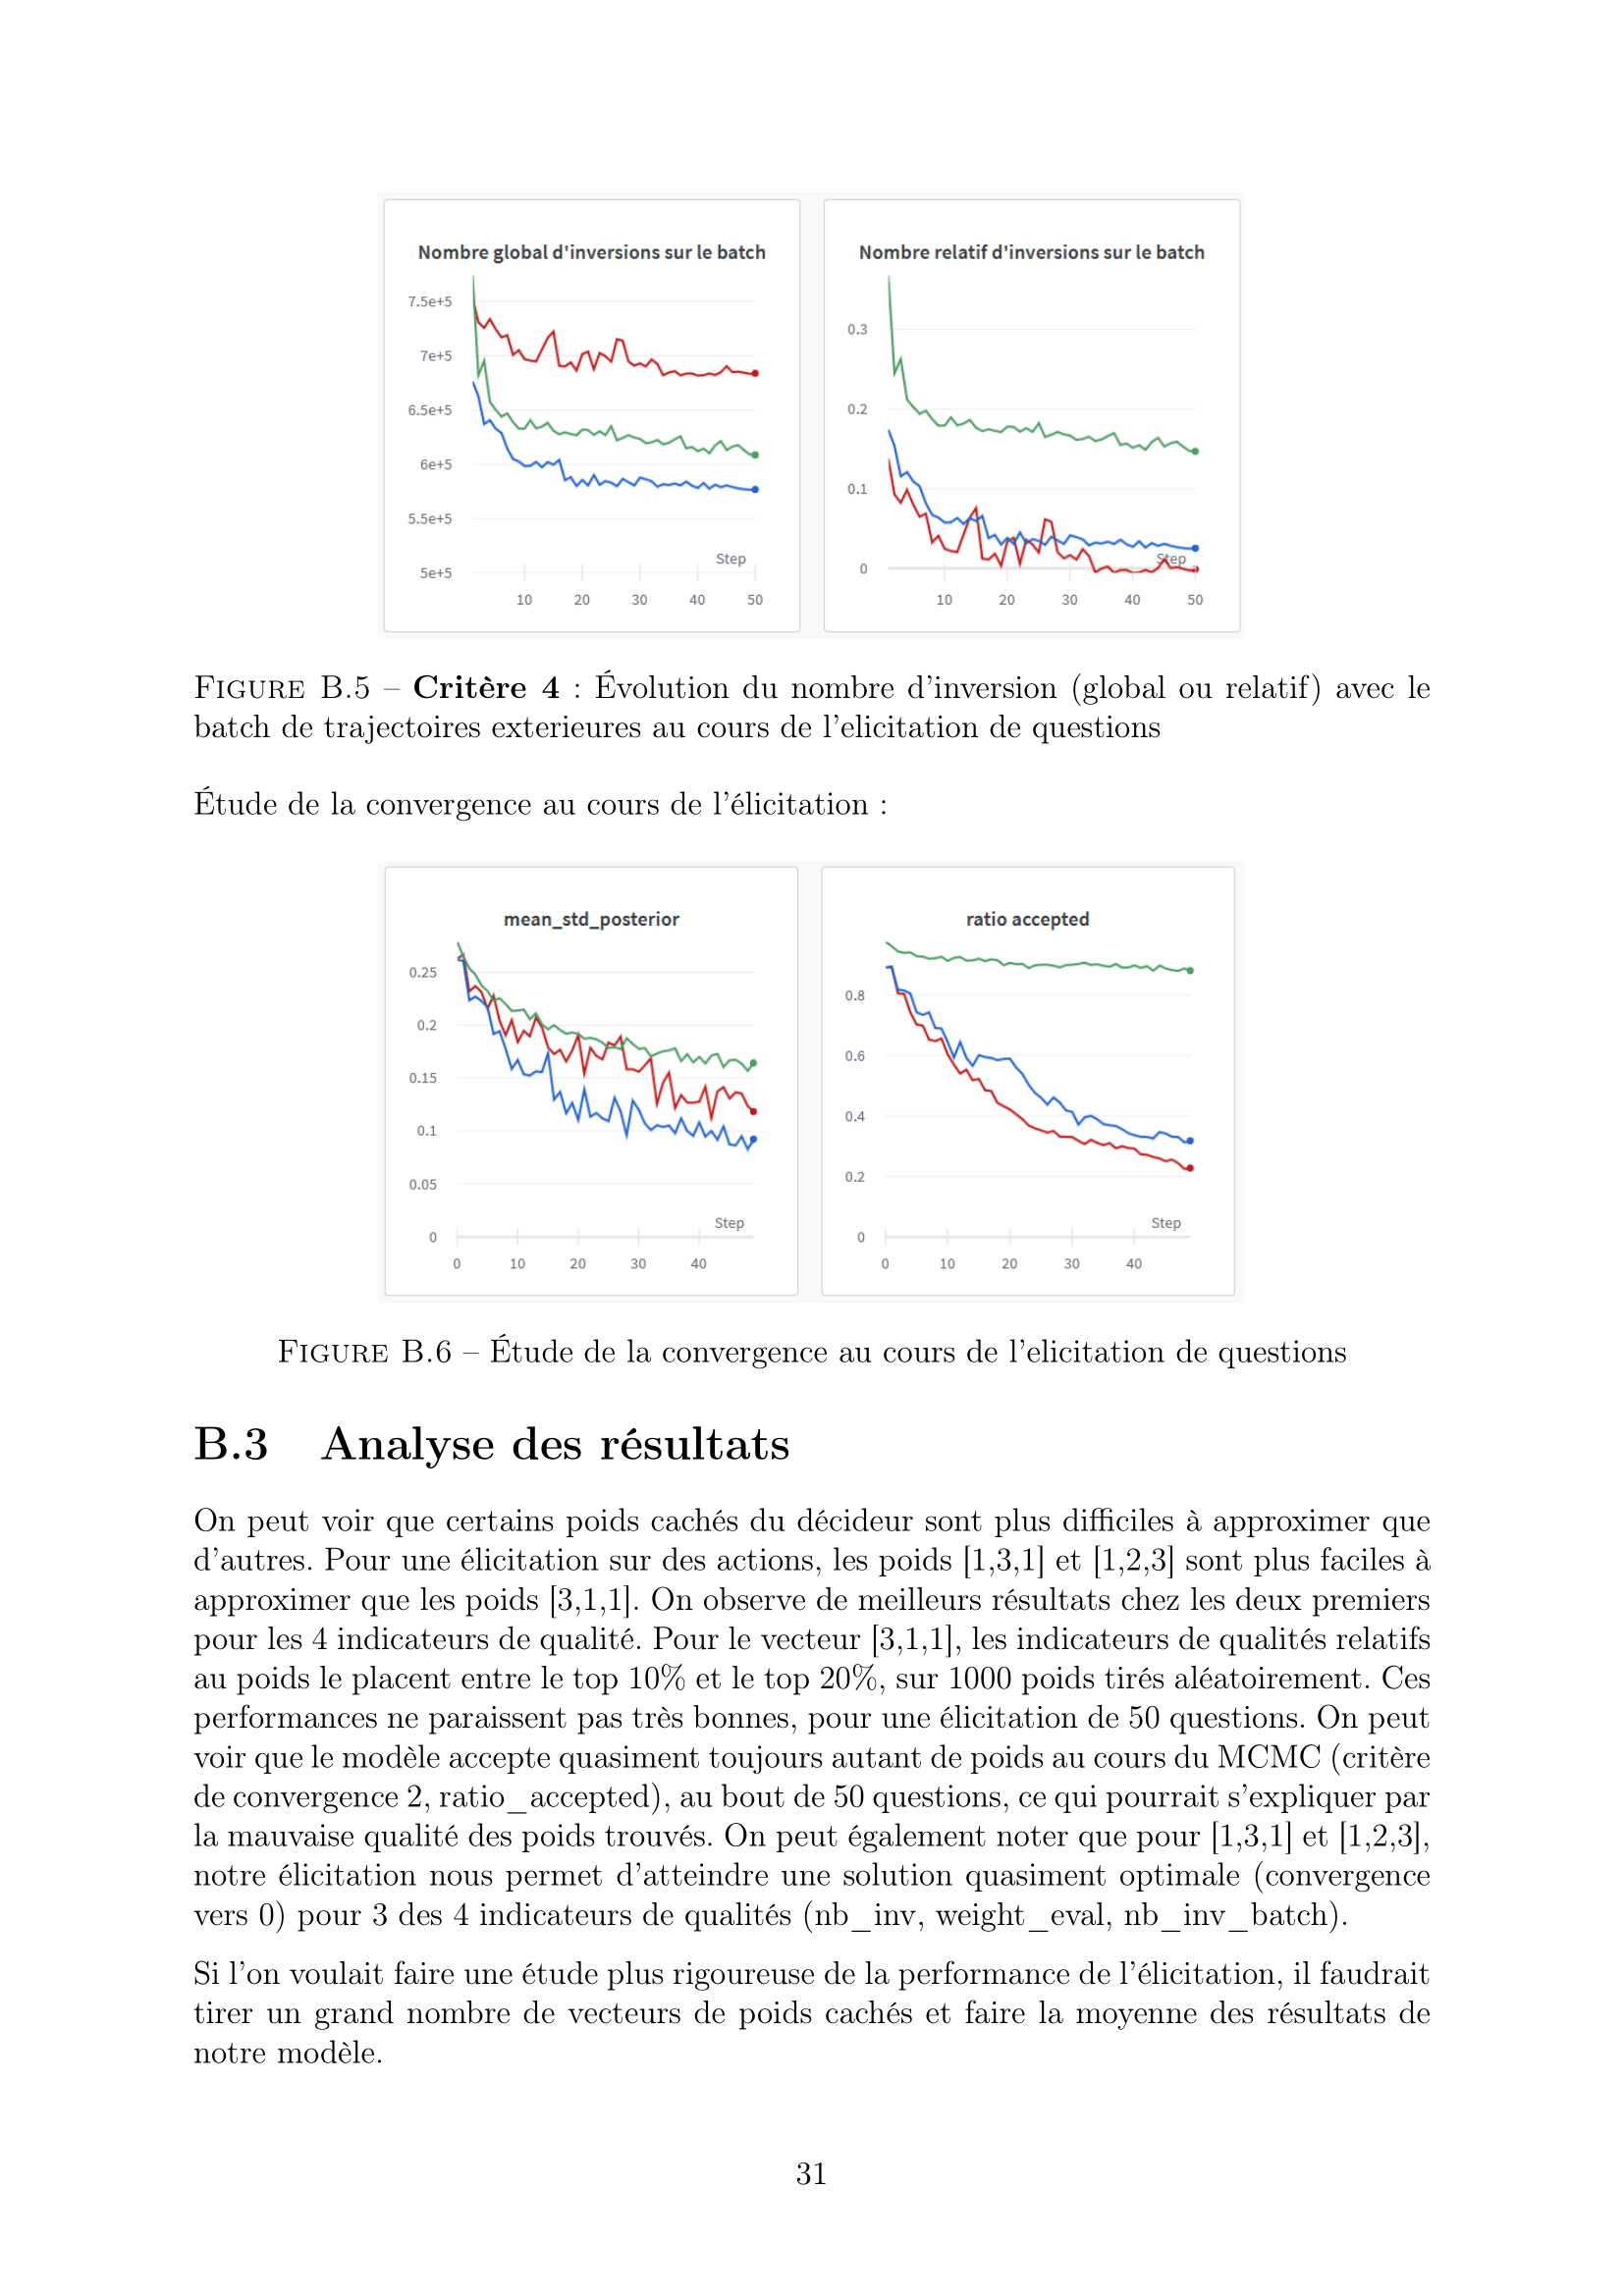 Nombre global d'inversions sur le batch
7.5e+5
7e+5
6.5e+5
6e+5
5.5e+5
5e+5
Step
10 20 30 40 50
Nombre relatif d'inversions sur le batch
0.3
0.2
0.1
0
Step
10 20 30 40 50
FIGURE B.5 – Critère 4 : Évolution du nombre d'inversion (global ou relatif) avec le
batch de trajectoires exterieures au cours de l'elicitation de questions
Étude de la convergence au cours de l'élicitation :
mean_std_posterior
0.25
0.2
0.15
0.1
0.05
0
Step
0 10 20 30 40
ratio accepted
0.8
0.6
0.4
0.2
0
Step
0 10 20 30 40
FIGURE B.6 – Étude de la convergence au cours de l'elicitation de questions
B.3 Analyse des résultats
On peut voir que certains poids cachés du décideur sont plus difficiles à approximer que
d'autres. Pour une élicitation sur des actions, les poids [1,3,1] et [1,2,3] sont plus faciles à
approximer que les poids [3,1,1]. On observe de meilleurs résultats chez les deux premiers
pour les 4 indicateurs de qualité. Pour le vecteur [3,1,1], les indicateurs de qualités relatifs
au poids le placent entre le top 10% et le top 20%, sur 1000 poids tirés aléatoirement. Ces
performances ne paraissent pas très bonnes, pour une élicitation de 50 questions. On peut
voir que le modèle accepte quasiment toujours autant de poids au cours du MCMC (critère
de convergence 2, ratio_accepted), au bout de 50 questions, ce qui pourrait s'expliquer par
la mauvaise qualité des poids trouvés. On peut également noter que pour [1,3,1] et [1,2,3],
notre élicitation nous permet d'atteindre une solution quasiment optimale (convergence
vers 0) pour 3 des 4 indicateurs de qualités (nb_inv, weight_eval, nb_inv_batch).
Si l'on voulait faire une étude plus rigoureuse de la performance de l'élicitation, il faudrait
tirer un grand nombre de vecteurs de poids cachés et faire la moyenne des résultats de
notre modèle.
31